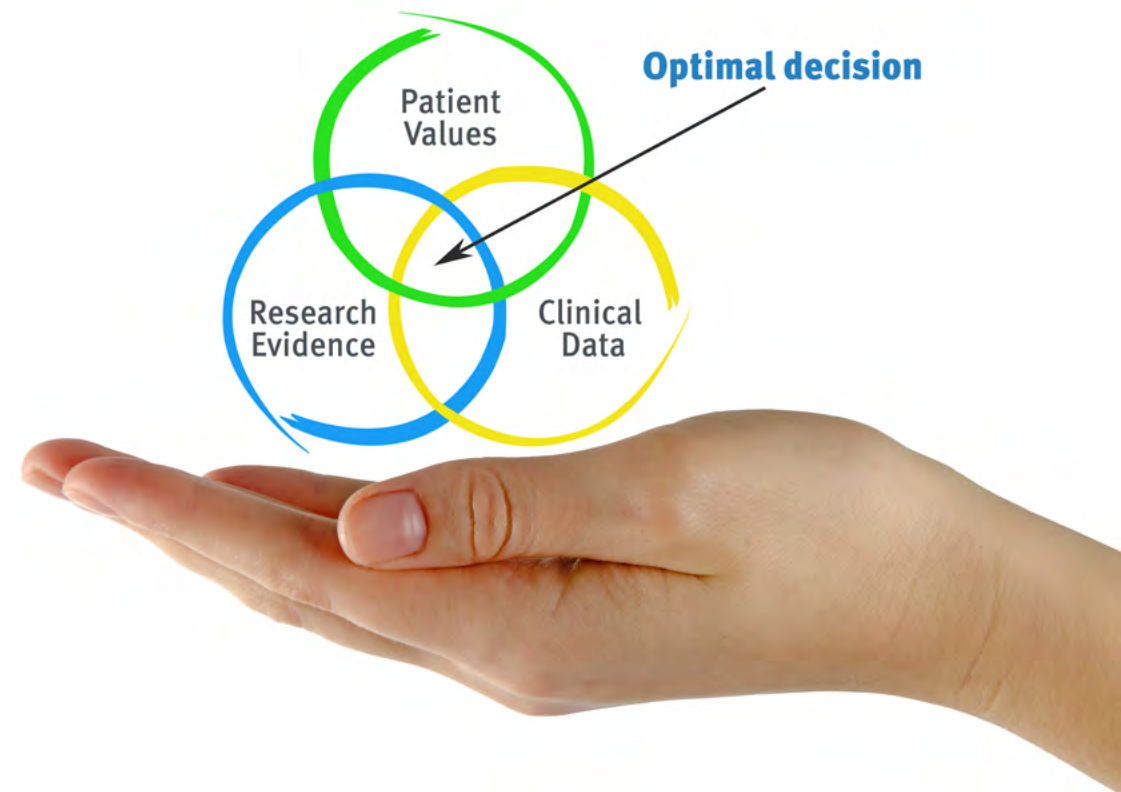 Optimal decision
Patient
Values
Research
Evidence
Clinical
Data